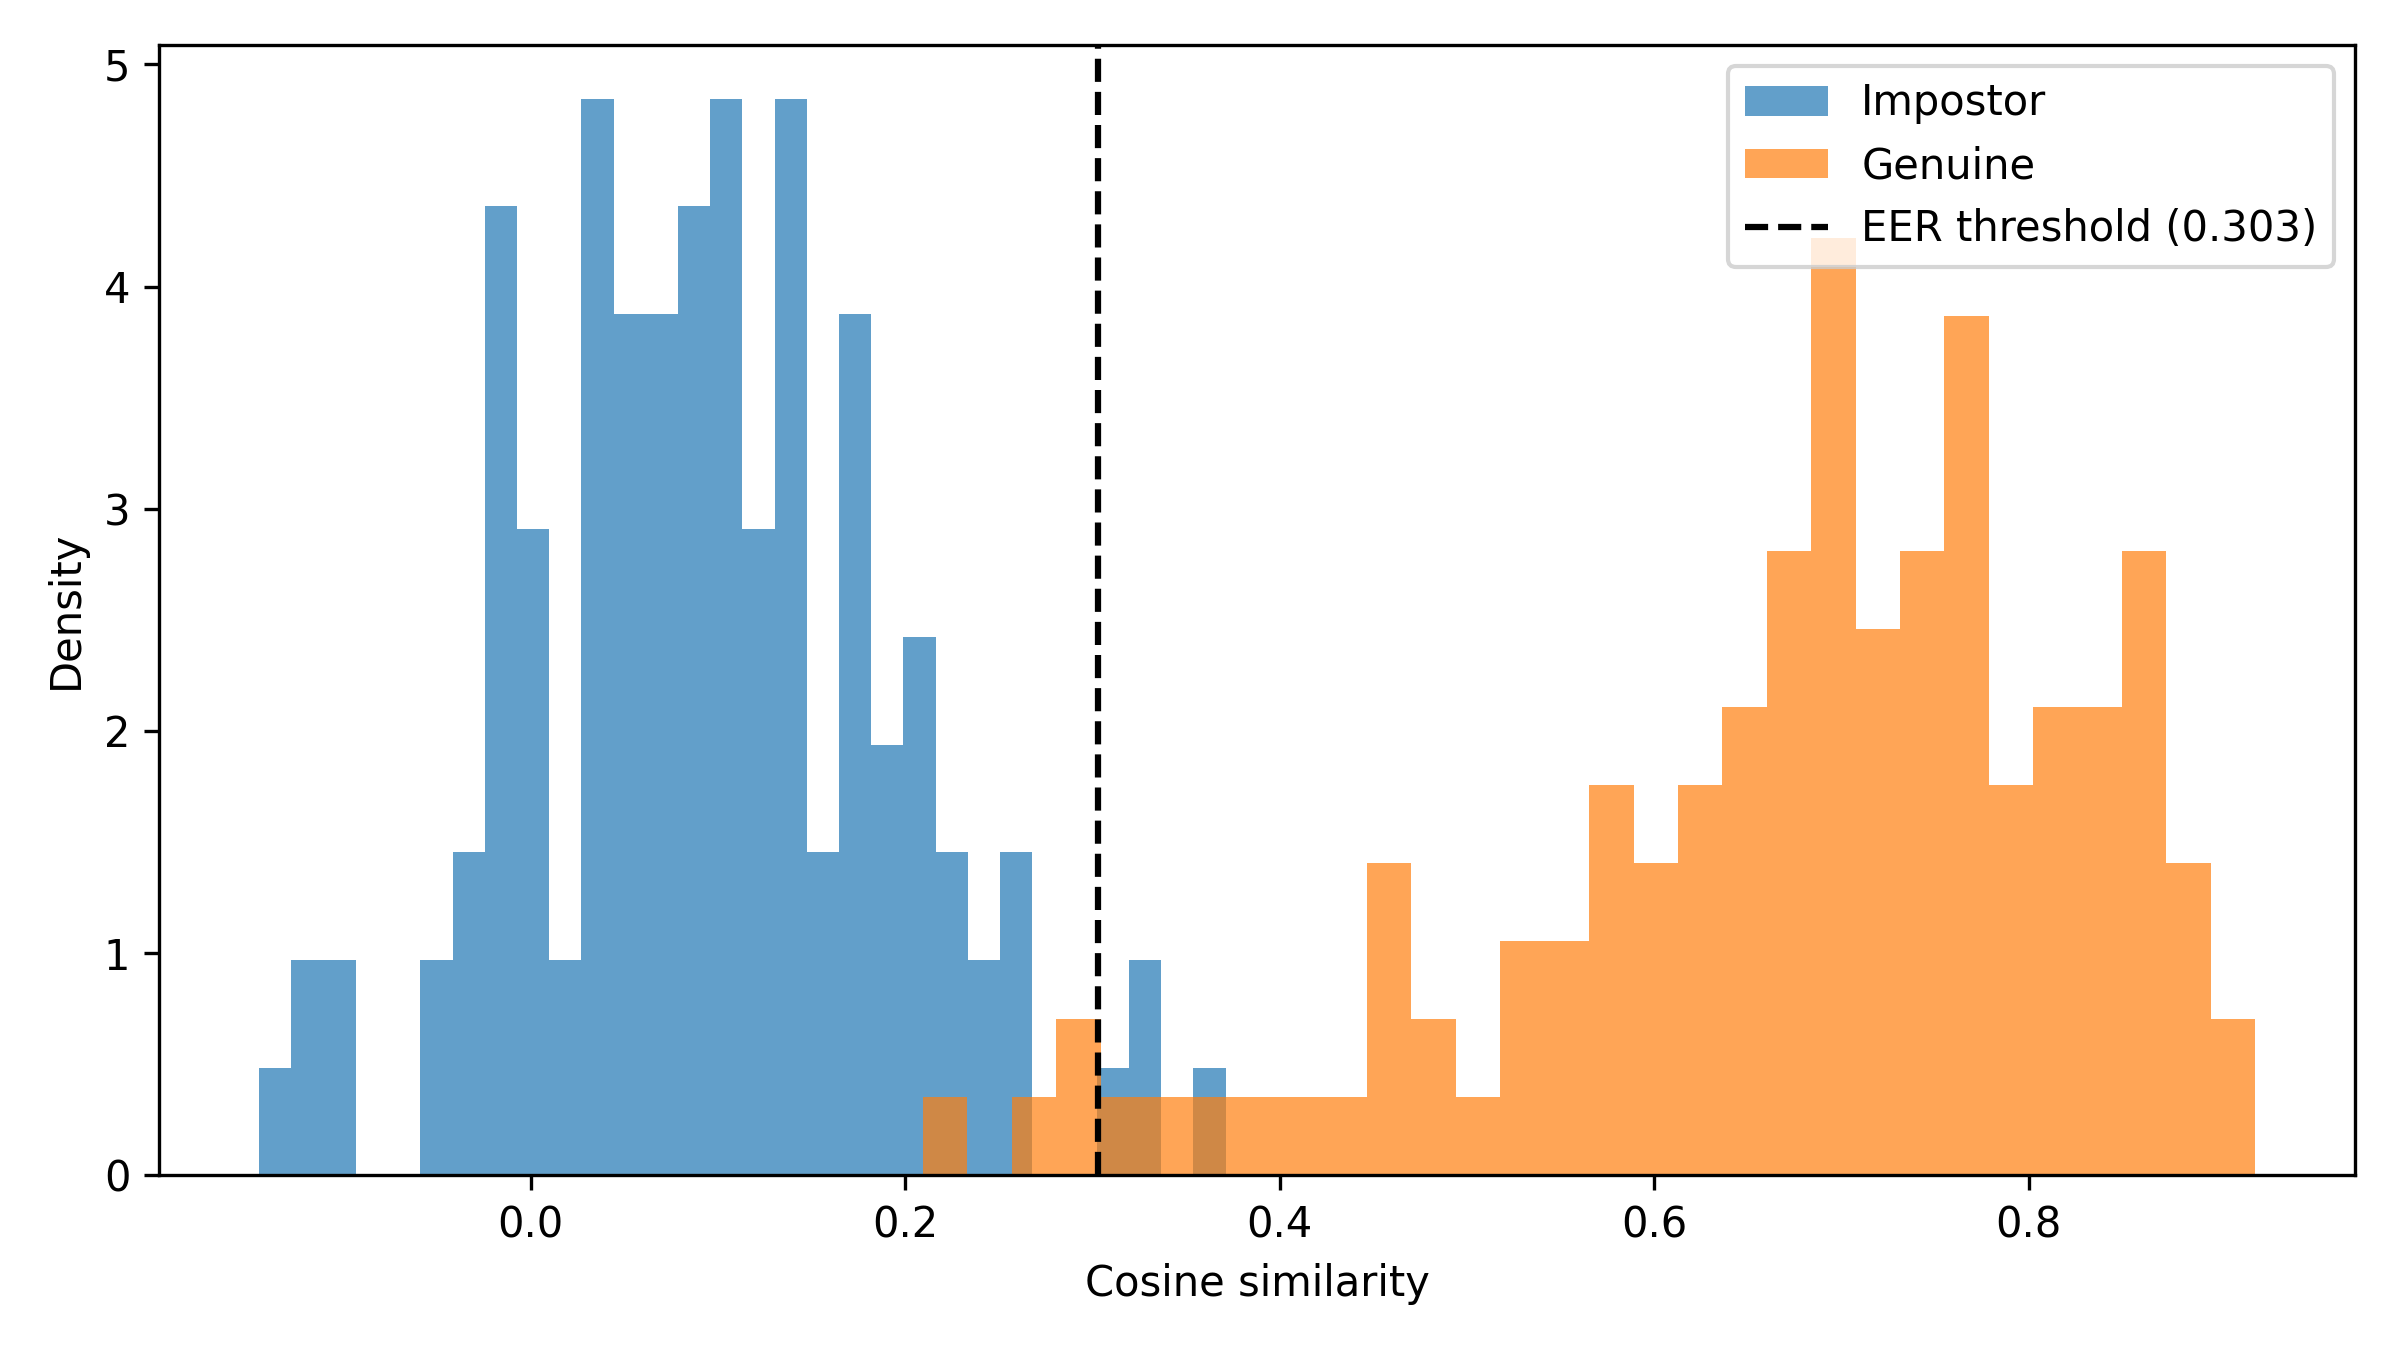 5
4
3
2
1
0
Density
0.0 0.2 0.4 0.6 0.8
Cosine similarity
Impostor
Genuine
EER threshold (0.303)